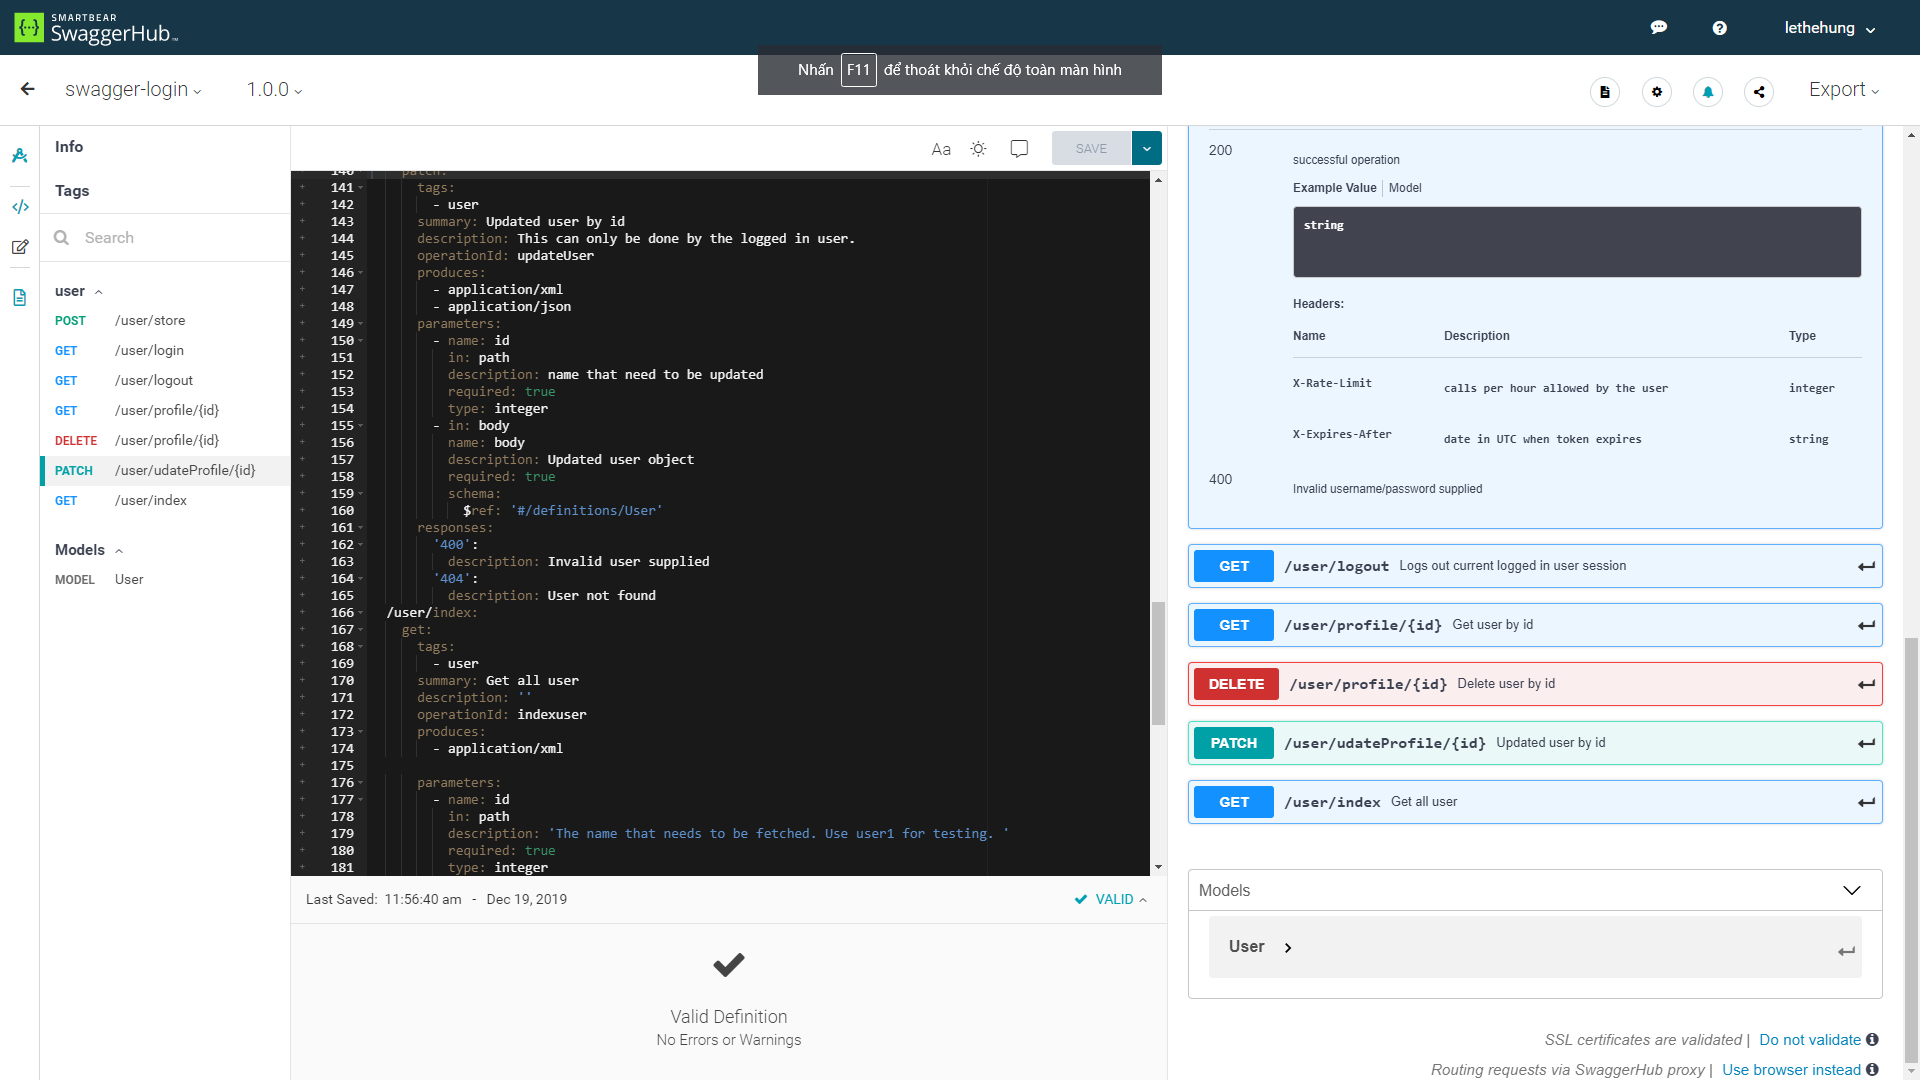 SMARTBEAR
SwaggerHub™
lethehung
Nhấn F11 để thoát khỏi chế độ toàn màn hình
swagger-login
1.0.0
Export
Info
Tags
Search
user
POST /user/store
GET /user/login
GET /user/logout
GET /user/profile/{id}
DELETE /user/profile/{id}
PATCH /user/udateProfile/{id}
GET /user/index
Models
MODEL User
Aa
SAVE
140 patch:
141 tags:
142 - user
143 summary: Updated user by id
144 description: This can only be done by the logged in user.
145 operationId: updateUser
146 produces:
147 - application/xml
148 - application/json
149 parameters:
150 - name: id
151 in: path
152 description: name that need to be updated
153 required: true
154 type: integer
155 - in: body
156 name: body
157 description: Updated user object
158 required: true
159 schema:
160 $ref: '#/definitions/User'
161 responses:
162 '400':
163 description: Invalid user supplied
164 '404':
165 description: User not found
166 /user/index:
167 get:
168 tags:
169 - user
170 summary: Get all user
171 description: ''
172 operationId: indexuser
173 produces:
174 - application/xml
175
176 parameters:
177 - name: id
178 in: path
179 description: 'The name that needs to be fetched. Use user1 for testing. '
180 required: true
181 type: integer
Last Saved: 11:56:40 am - Dec 19, 2019
VALID
Valid Definition
No Errors or Warnings
200
successful operation
Example Value Model
string
Headers:
Name Description Type
X-Rate-Limit calls per hour allowed by the user integer
X-Expires-After date in UTC when token expires string
400
Invalid username/password supplied
GET /user/logout Logs out current logged in user session
GET /user/profile/{id} Get user by id
DELETE /user/profile/{id} Delete user by id
PATCH /user/udateProfile/{id} Updated user by id
GET /user/index Get all user
Models
User
SSL certificates are validated | Do not validate
Routing requests via SwaggerHub proxy | Use browser instead